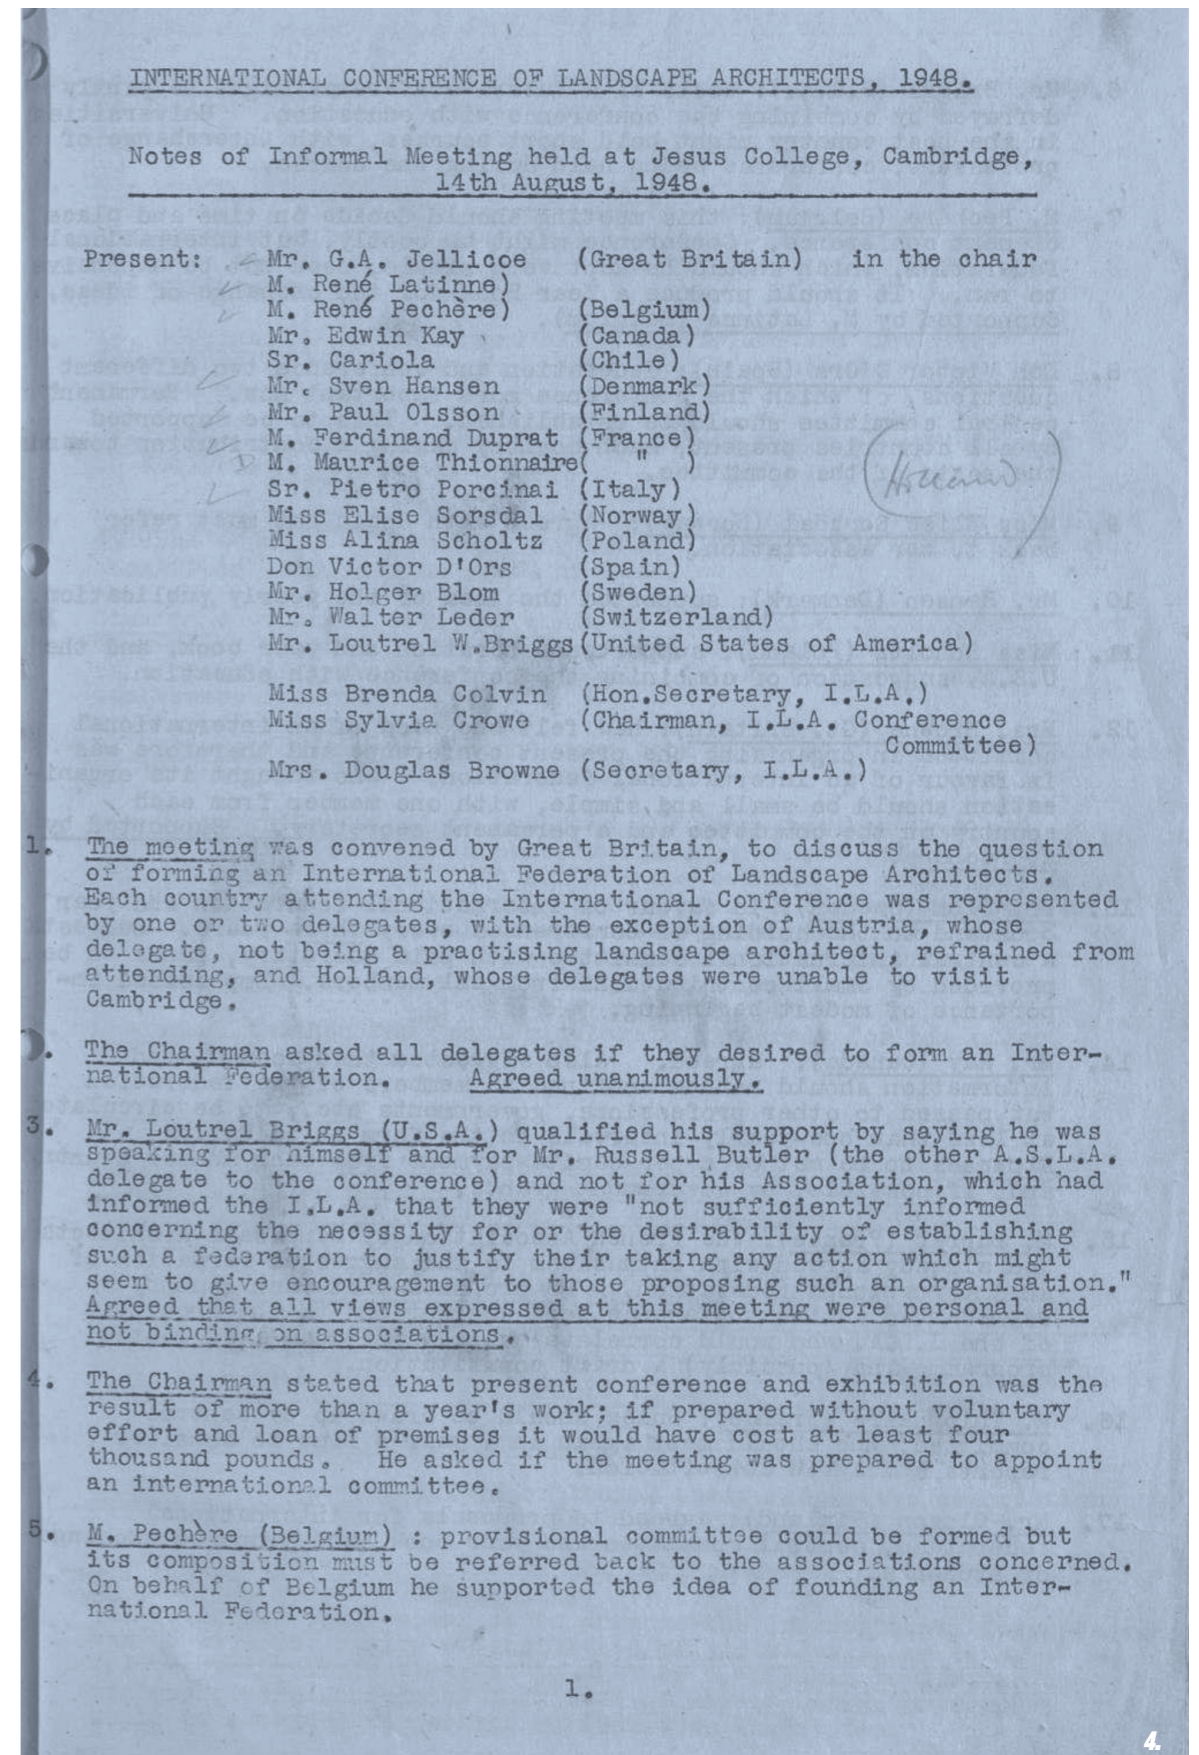 INTERNATIONAL CONFERENCE OF LANDSCAPE ARCHITECTS, 1948.
Notes of Informal Meeting held at Jesus College, Cambridge,
14th August, 1948.
Present: Mr. G.A. Jellicoe (Great Britain) in the chair
M. René Latinne)
M. René Pechère) (Belgium)
Mr. Edwin Kay (Canada)
Sr. Cariola (Chile)
Mr. Sven Hansen (Denmark)
Mr. Paul Olsson (Finland)
M. Ferdinand Duprat (France)
M. Maurice Thionnaire( " )
Sr. Pietro Porcinai (Italy)
Miss Elise Sorsdal (Norway)
Miss Alina Scholtz (Poland)
Don Victor D'Ors (Spain)
Mr. Holger Blom (Sweden)
Mr. Walter Leder (Switzerland)
Mr. Loutrel W.Briggs (United States of America)
(Holland)
Miss Brenda Colvin (Hon.Secretary, I.L.A.)
Miss Sylvia Crowe (Chairman, I.L.A. Conference
Committee)
Mrs. Douglas Browne (Secretary, I.L.A.)
1. The meeting was convened by Great Britain, to discuss the question
of forming an International Federation of Landscape Architects.
Each country attending the International Conference was represented
by one or two delegates, with the exception of Austria, whose
delegate, not being a practising landscape architect, refrained from
attending, and Holland, whose delegates were unable to visit
Cambridge.
. The Chairman asked all delegates if they desired to form an Inter-
national Federation. Agreed unanimously.
3. Mr. Loutrel Briggs (U.S.A.) qualified his support by saying he was
speaking for himself and for Mr. Russell Butler (the other A.S.L.A.
delegate to the conference) and not for his Association, which had
informed the I.L.A. that they were "not sufficiently informed
concerning the necessity for or the desirability of establishing
such a federation to justify their taking any action which might
seem to give encouragement to those proposing such an organisation."
Agreed that all views expressed at this meeting were personal and
not binding on associations.
4. The Chairman stated that present conference and exhibition was the
result of more than a year's work; if prepared without voluntary
effort and loan of premises it would have cost at least four
thousand pounds. He asked if the meeting was prepared to appoint
an international committee.
5. M. Pechère (Belgium) : provisional committee could be formed but
its composition must be referred back to the associations concerned.
On behalf of Belgium he supported the idea of founding an Inter-
national Federation.
1.
4.